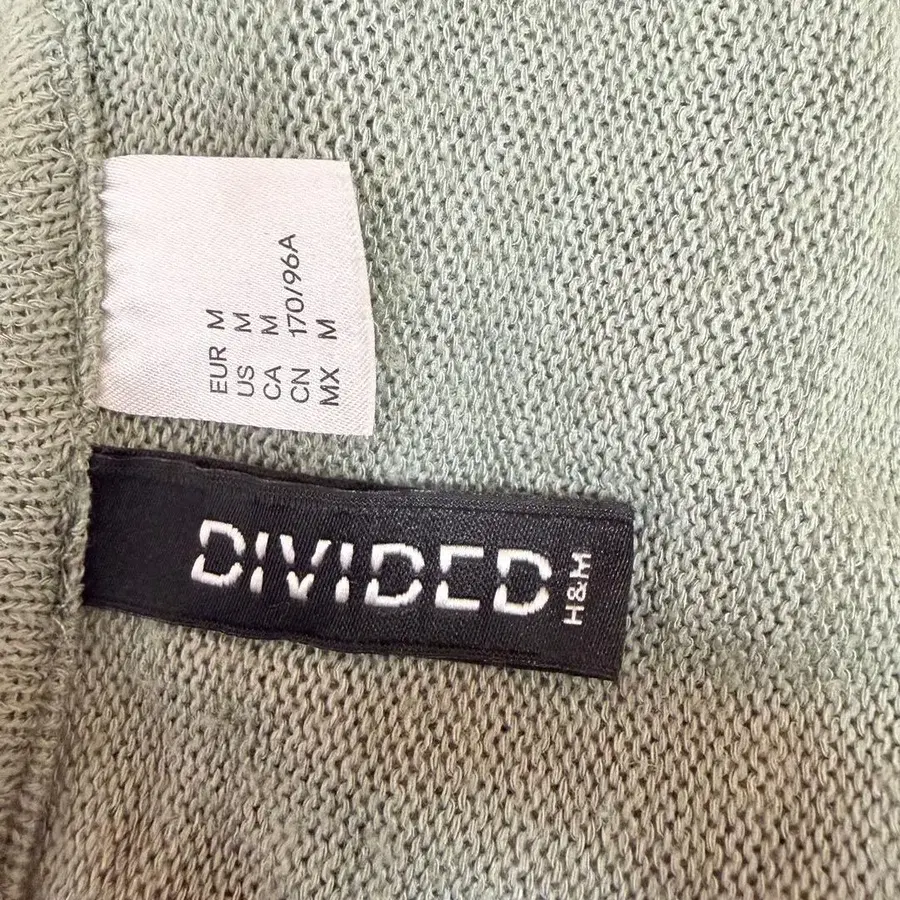 EUR M
US M
CA M
CN 170/96A
MX M
DIVIDED
H&M